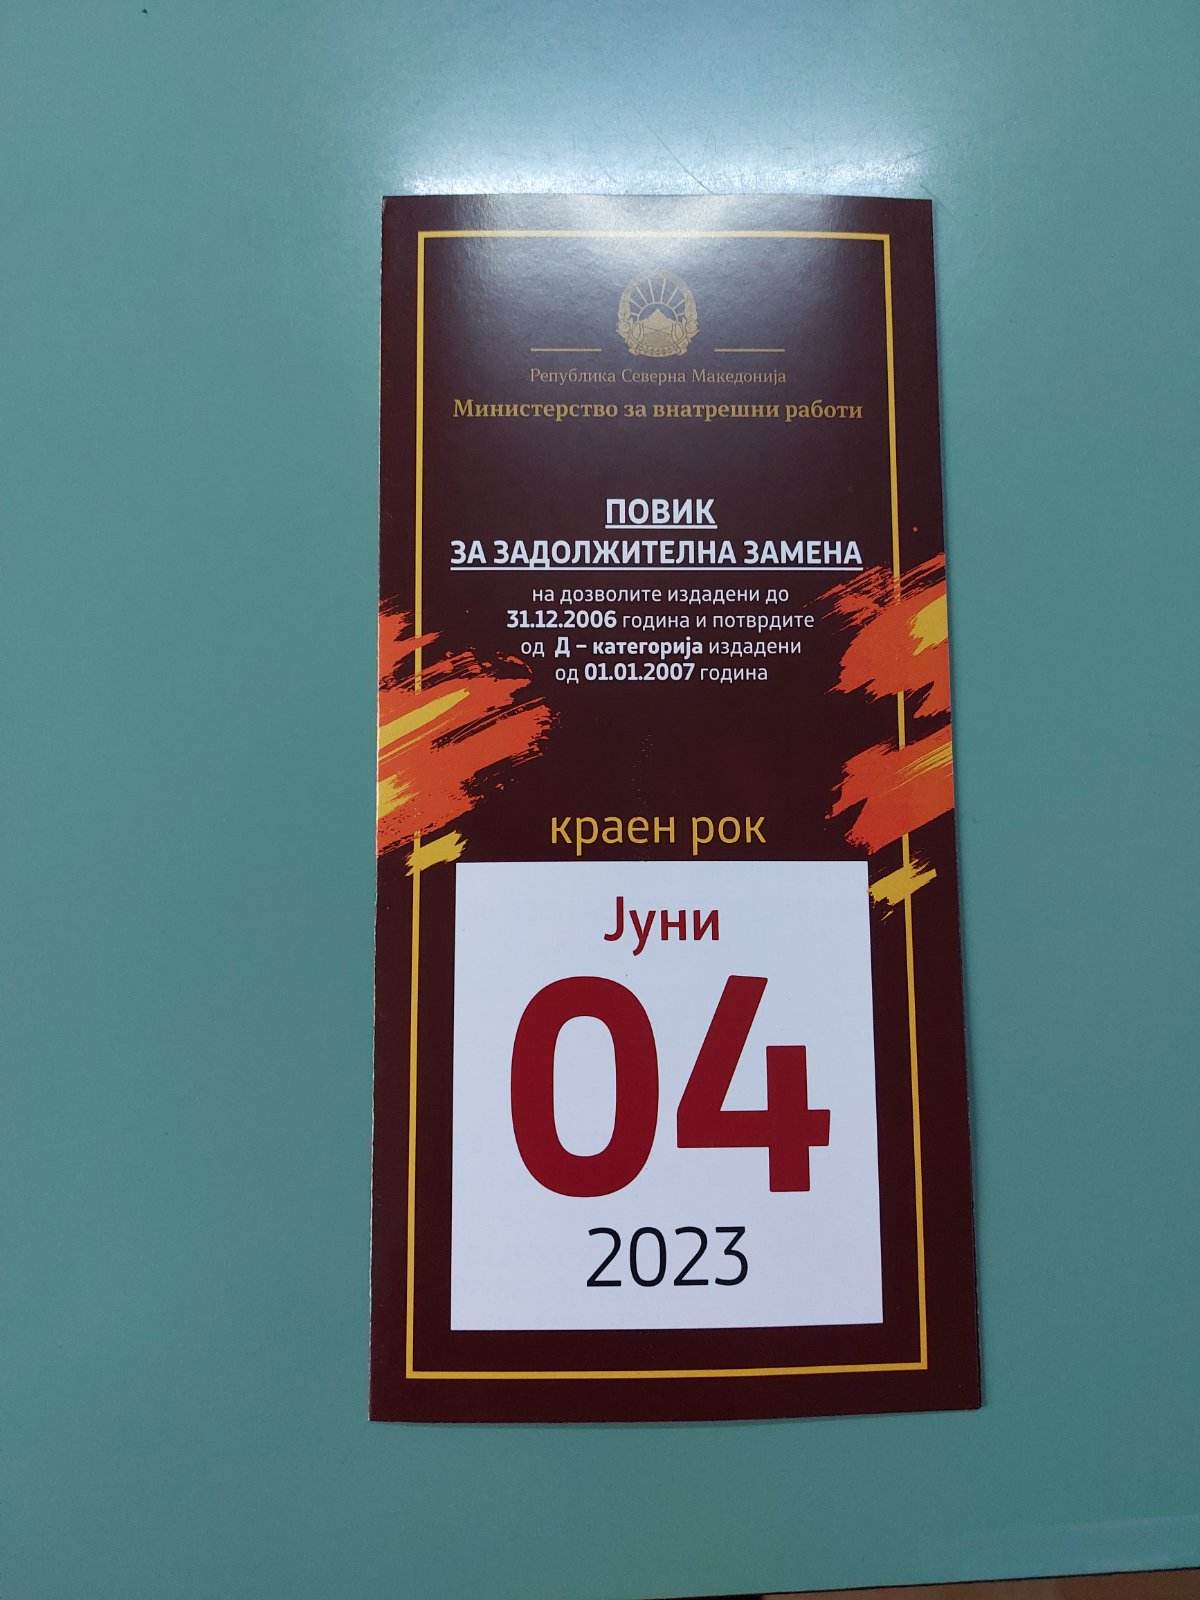 Република Северна Македонија
Министерство за внатрешни работи
ПОВИК
ЗА ЗАДОЛЖИТЕЛНА ЗАМЕНА
на дозволите издадени до
31.12.2006 година и потврдите
од Д – категорија издадени
од 01.01.2007 година
краен рок
Јуни
04
2023